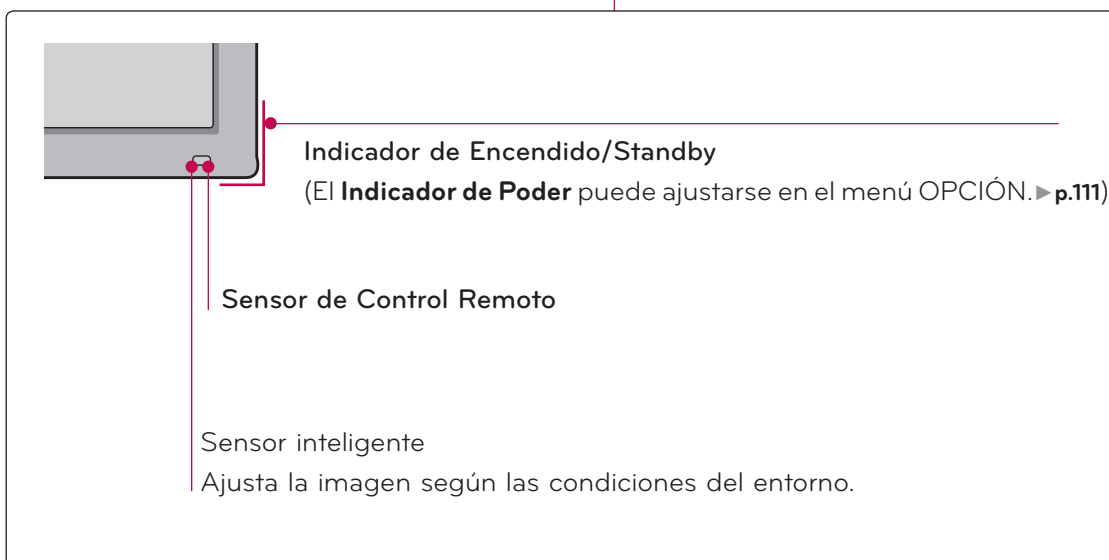 Indicador de Encendido/Standby
(El Indicador de Poder puede ajustarse en el menú OPCIÓN.►p.111)
Sensor de Control Remoto
Sensor inteligente
Ajusta la imagen según las condiciones del entorno.